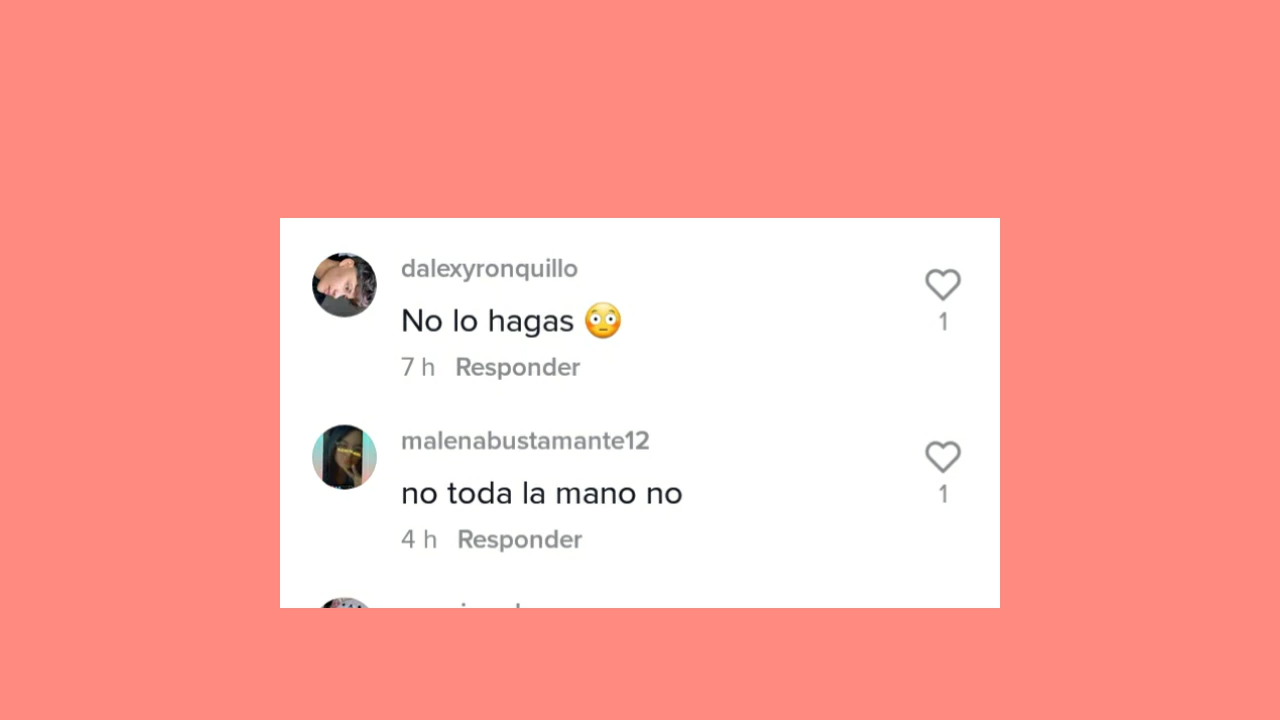 dalexyronquillo
No lo hagas 😳
1
7 h Responder
malenabustamante12
no toda la mano no
1
4 h Responder